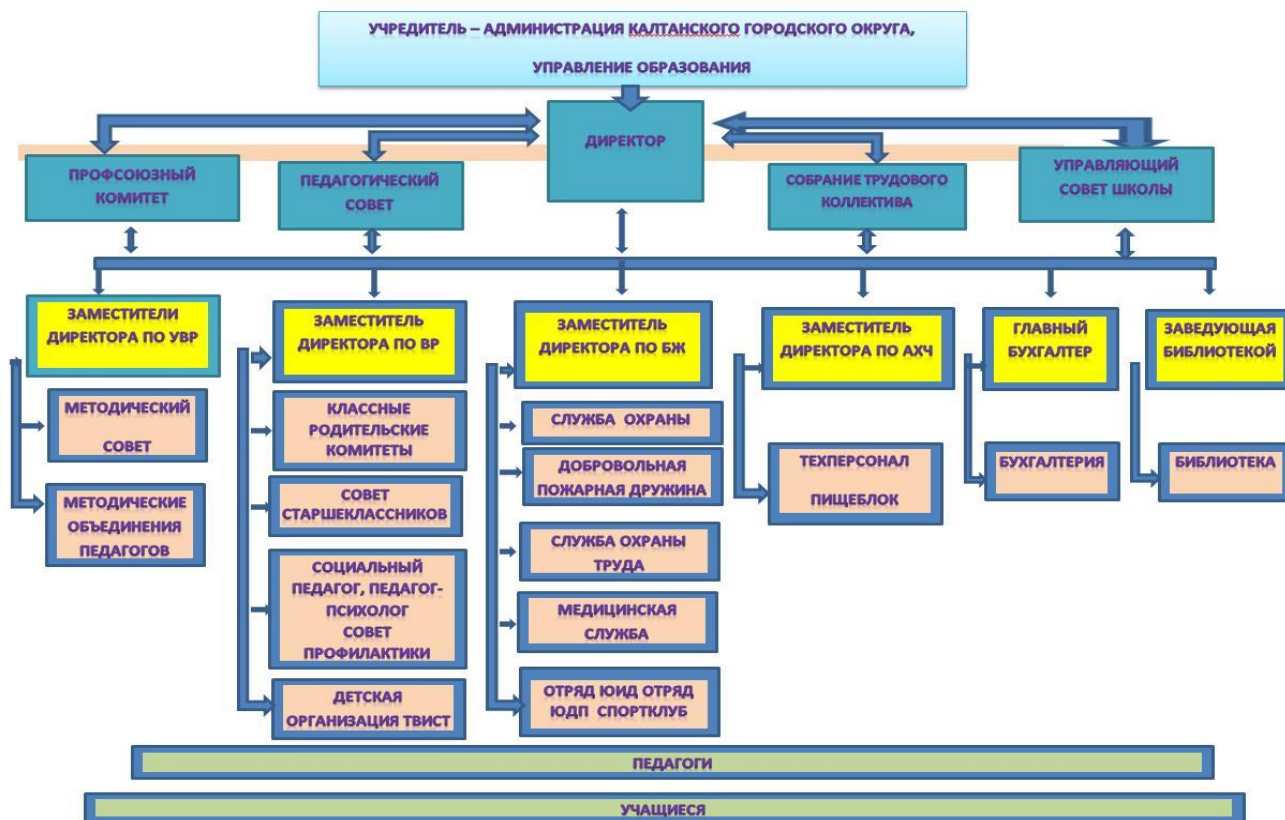 УЧРЕДИТЕЛЬ – АДМИНИСТРАЦИЯ КАЛТАНСКОГО ГОРОДСКОГО ОКРУГА,
УПРАВЛЕНИЕ ОБРАЗОВАНИЯ
ДИРЕКТОР
ПРОФСОЮЗНЫЙ
КОМИТЕТ
ПЕДАГОГИЧЕСКИЙ
СОВЕТ
СОБРАНИЕ ТРУДОВОГО
КОЛЛЕКТИВА
УПРАВЛЯЮЩИЙ
СОВЕТ ШКОЛЫ
ЗАМЕСТИТЕЛИ
ДИРЕКТОРА ПО УВР
ЗАМЕСТИТЕЛЬ
ДИРЕКТОРА ПО ВР
ЗАМЕСТИТЕЛЬ
ДИРЕКТОРА ПО БЖ
ЗАМЕСТИТЕЛЬ
ДИРЕКТОРА ПО АХЧ
ГЛАВНЫЙ
БУХГАЛТЕР
ЗАВЕДУЮЩАЯ
БИБЛИОТЕКОЙ
МЕТОДИЧЕСКИЙ
СОВЕТ
МЕТОДИЧЕСКИЕ
ОБЪЕДИНЕНИЯ
ПЕДАГОГОВ
КЛАССНЫЕ
РОДИТЕЛЬСКИЕ
КОМИТЕТЫ
СОВЕТ
СТАРШЕКЛАССНИКОВ
СОЦИАЛЬНЫЙ
ПЕДАГОГ, ПЕДАГОГ-
ПСИХОЛОГ
СОВЕТ
ПРОФИЛАКТИКИ
ДЕТСКАЯ
ОРГАНИЗАЦИЯ ТВИСТ
СЛУЖБА ОХРАНЫ
ДОБРОВОЛЬНАЯ
ПОЖАРНАЯ ДРУЖИНА
СЛУЖБА ОХРАНЫ
ТРУДА
МЕДИЦИНСКАЯ
СЛУЖБА
ОТРЯД ЮИД ОТРЯД
ЮДП СПОРТКЛУБ
ТЕХПЕРСОНАЛ
ПИЩЕБЛОК
БУХГАЛТЕРИЯ
БИБЛИОТЕКА
ПЕДАГОГИ
УЧАЩИЕСЯ